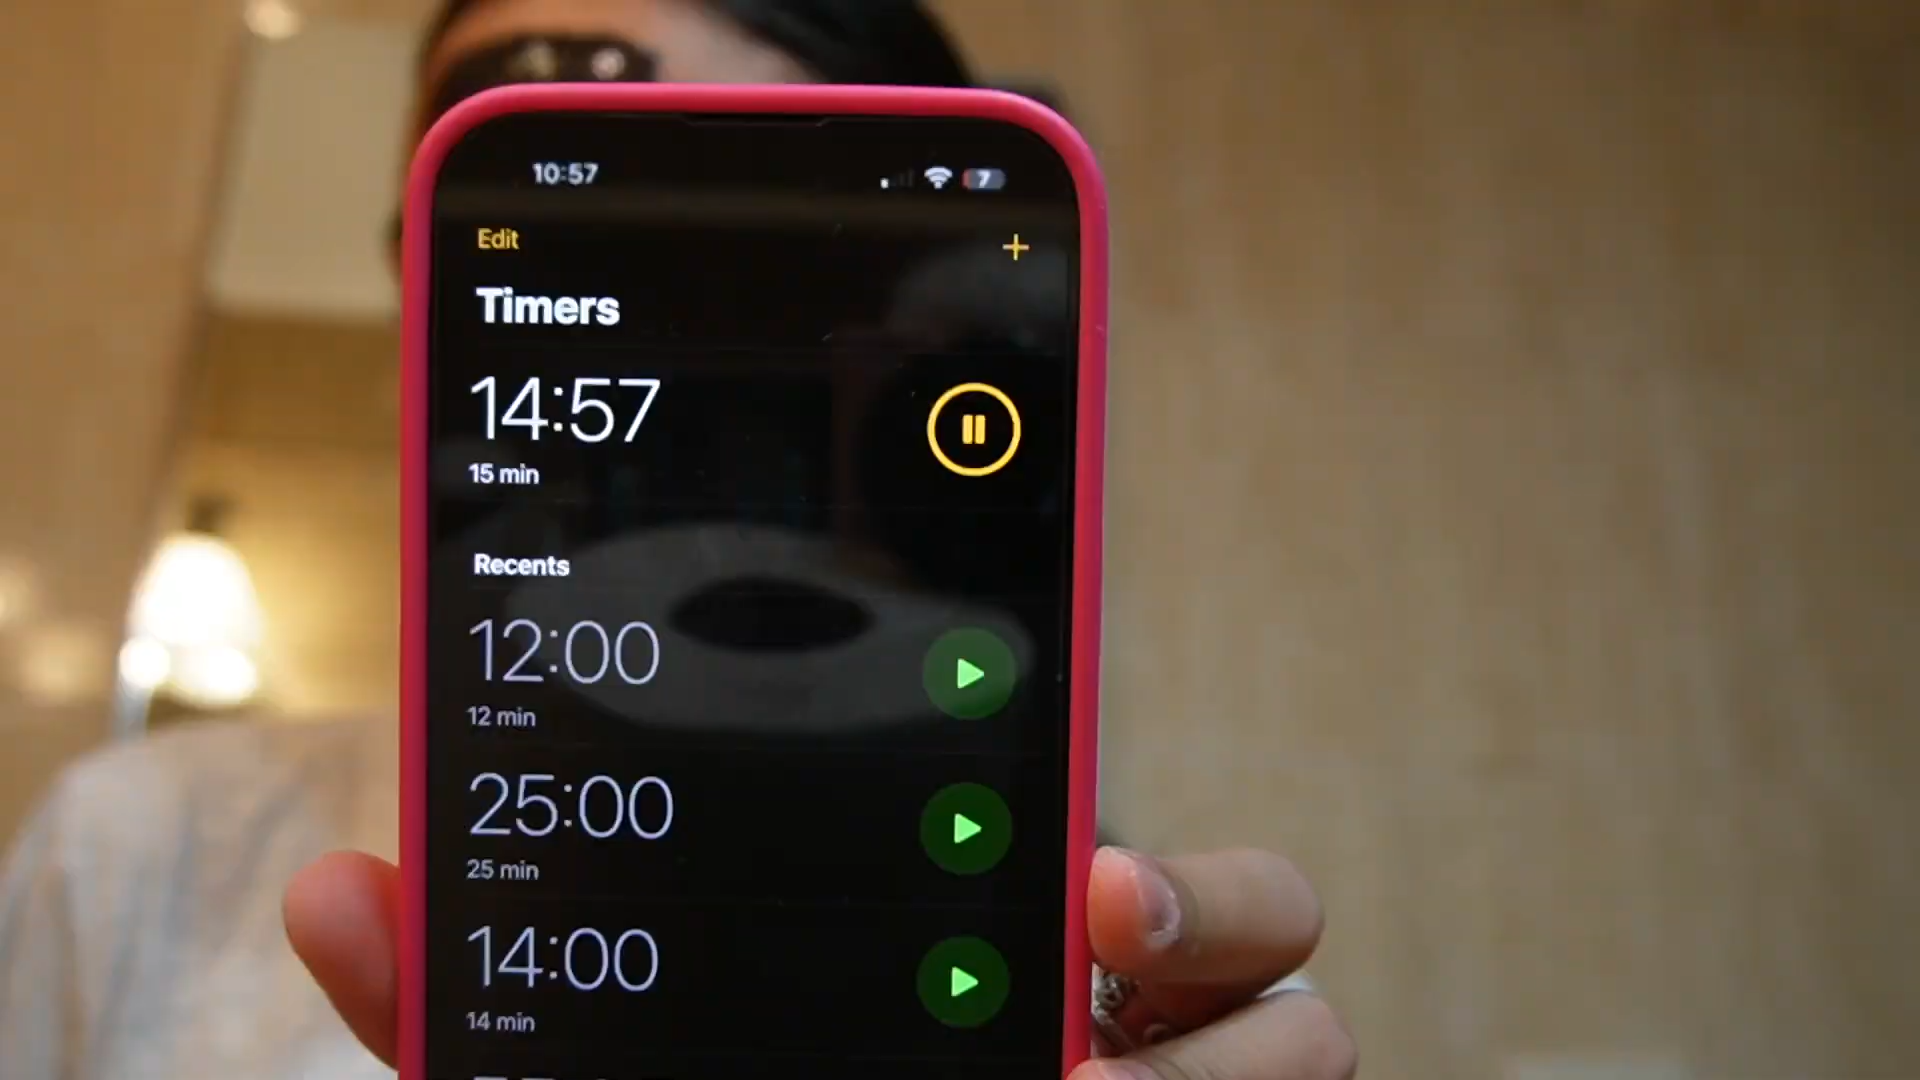 10:57
7
Edit
+
Timers
14:57
15 min
Recents
12:00
12 min
25:00
25 min
14:00
14 min